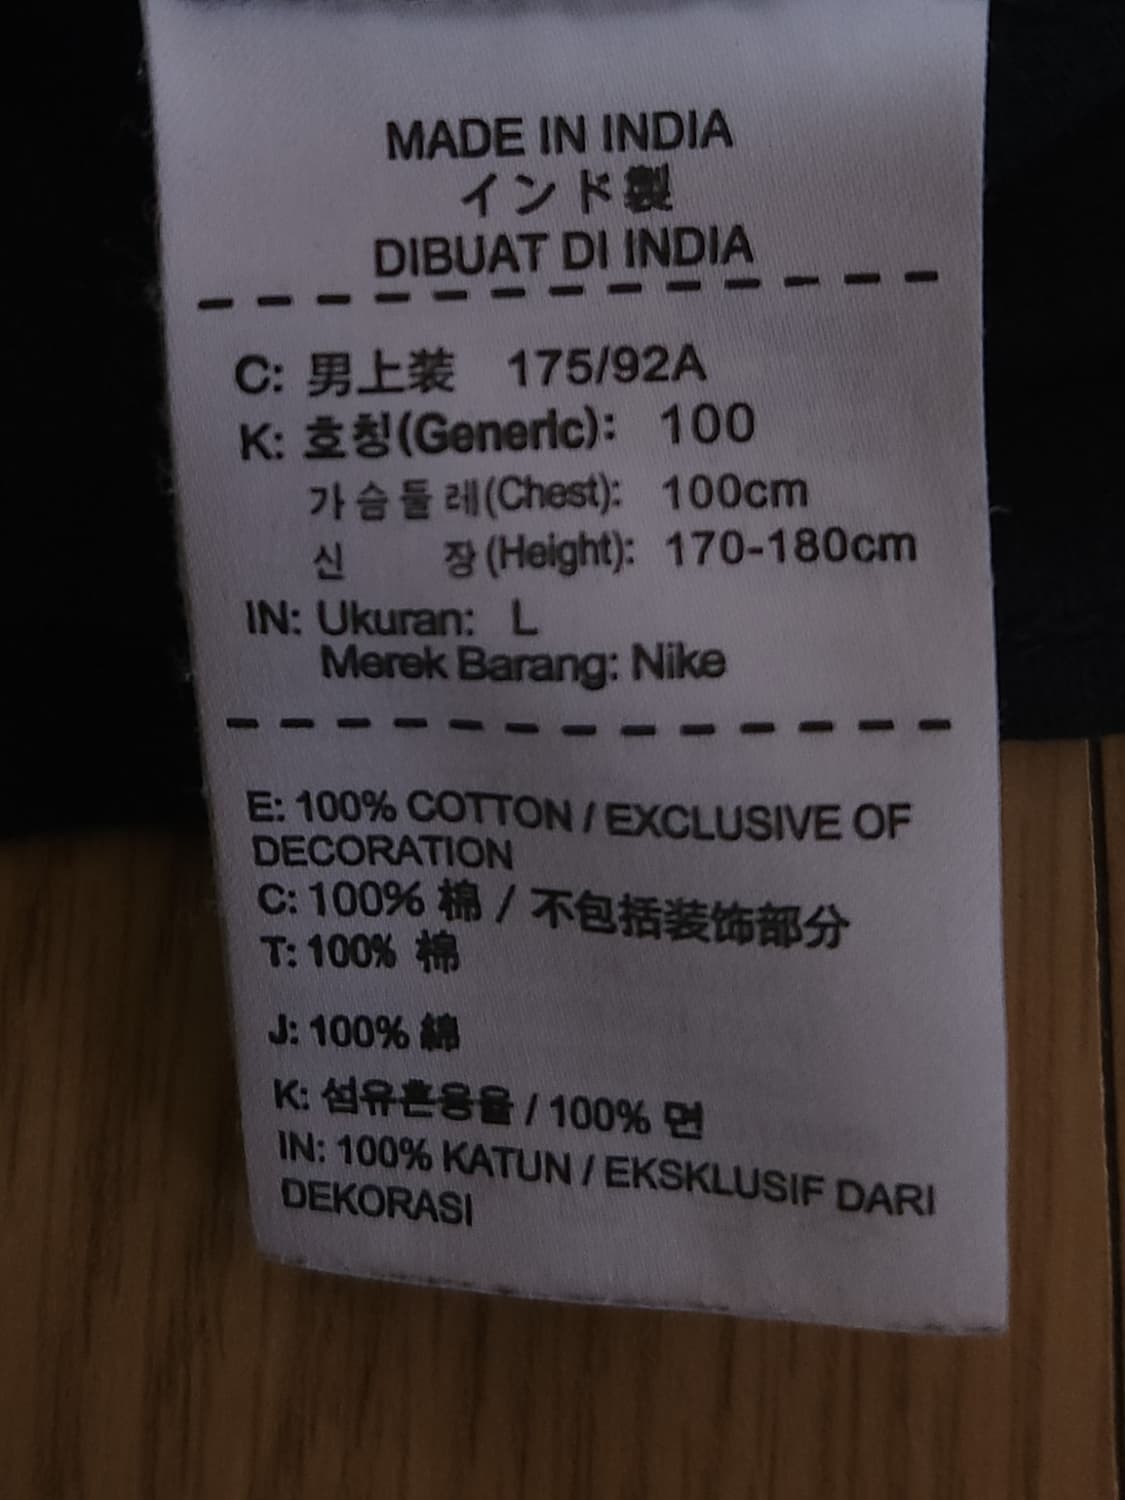 MADE IN INDIA
インド製
DIBUAT DI INDIA
C: 男上装 175/92A
K: 호칭(Generic): 100
가슴둘레(Chest): 100cm
신 장(Height): 170-180cm
IN: Ukuran: L
Merek Barang: Nike
E: 100% COTTON / EXCLUSIVE OF
DECORATION
C: 100% 棉 / 不包括装饰部分
T: 100% 棉
J: 100% 綿
K: 섬유혼용율 / 100% 면
IN: 100% KATUN / EKSKLUSIF DARI
DEKORASI